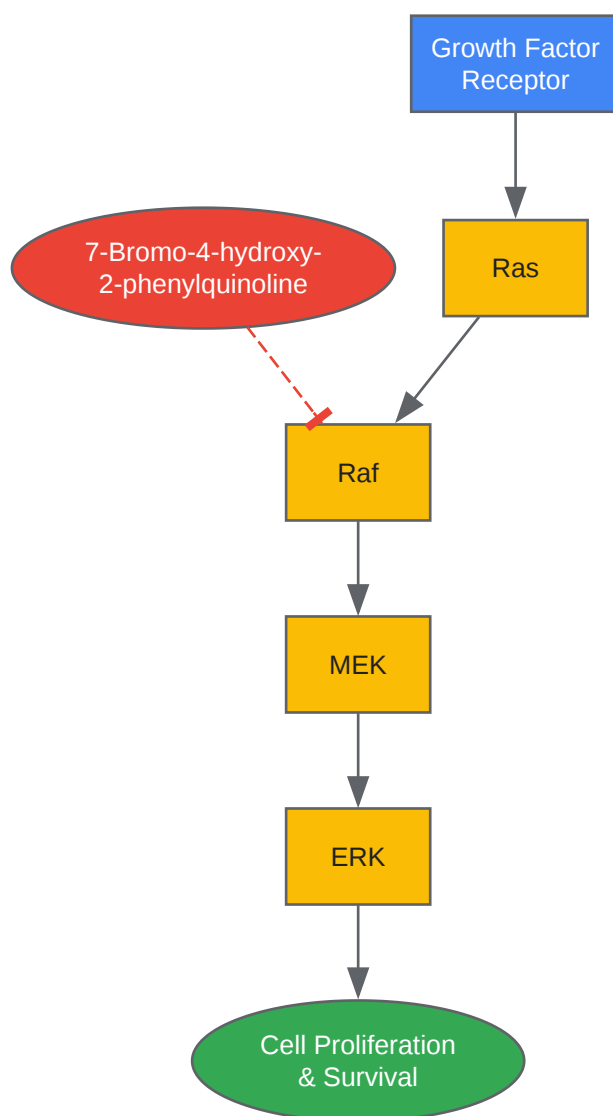 Growth Factor
Receptor
7-Bromo-4-hydroxy-
2-phenylquinoline
Ras
Raf
MEK
ERK
Cell Proliferation
& Survival